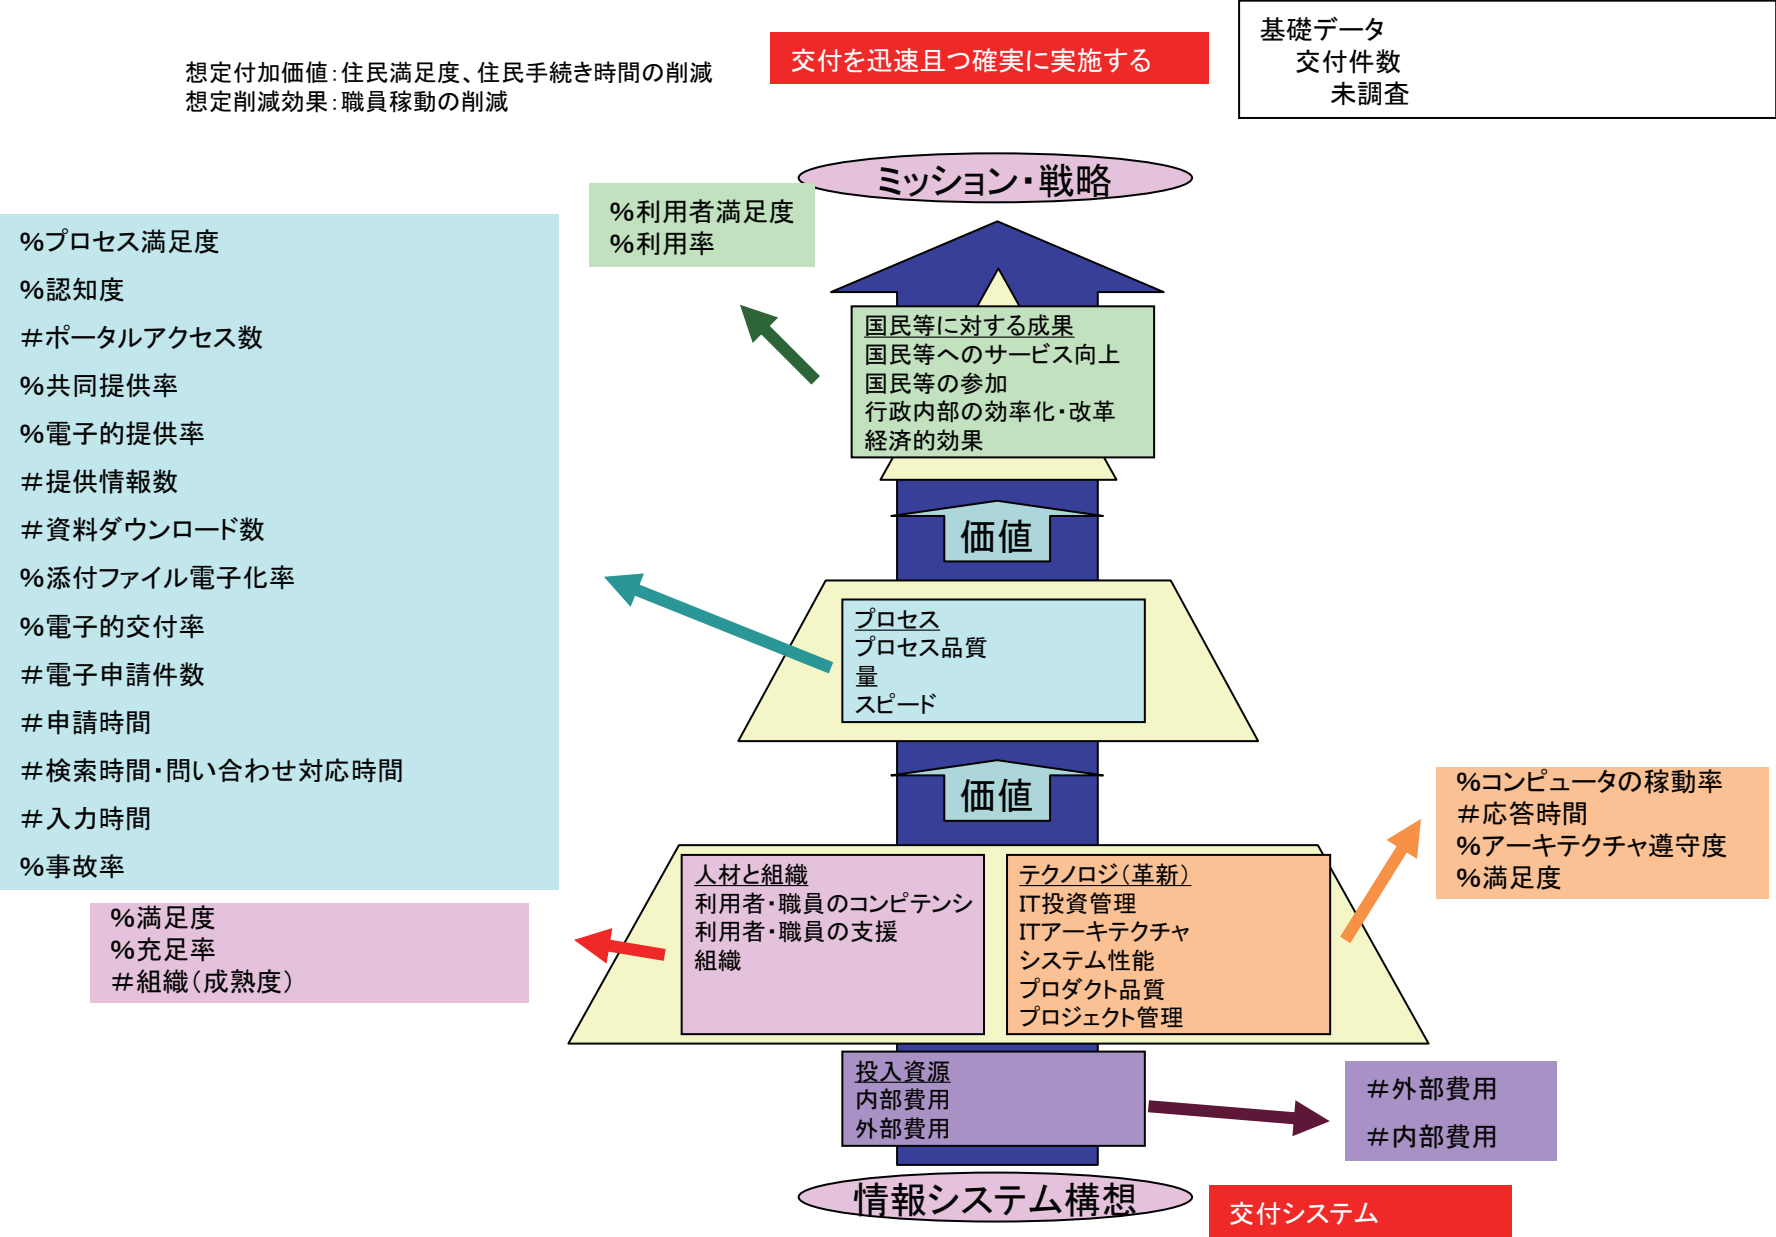 交付を迅速且つ確実に実施する
基礎データ
交付件数
未調査
想定付加価値：住民満足度、住民手続き時間の削減
想定削減効果：職員稼動の削減
ミッション・戦略
%利用者満足度
%利用率
%プロセス満足度
%認知度
＃ポータルアクセス数
%共同提供率
%電子的提供率
＃提供情報数
＃資料ダウンロード数
%添付ファイル電子化率
%電子的交付率
＃電子申請件数
＃申請時間
＃検索時間・問い合わせ対応時間
＃入力時間
%事故率
国民等に対する成果
国民等へのサービス向上
国民等の参加
行政内部の効率化・改革
経済的効果
価値
プロセス
プロセス品質
量
スピード
価値
%コンピュータの稼動率
＃応答時間
%アーキテクチャ遵守度
%満足度
人材と組織
利用者・職員のコンピテンシ
利用者・職員の支援
組織
テクノロジ（革新）
IT投資管理
ITアーキテクチャ
システム性能
プロダクト品質
プロジェクト管理
%満足度
%充足率
＃組織（成熟度）
投入資源
内部費用
外部費用
＃外部費用
＃内部費用
情報システム構想
交付システム